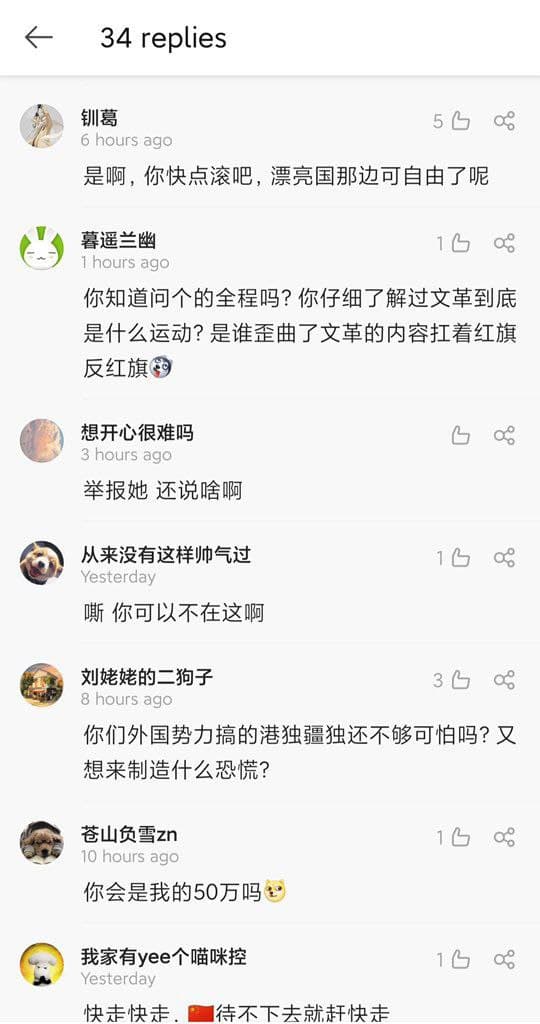 34 replies
钏葛
5
6 hours ago
是啊，你快点滚吧，漂亮国那边可自由了呢
暮遥兰幽
1
1 hours ago
你知道问个的全程吗？你仔细了解过文革到底
是什么运动？是谁歪曲了文革的内容扛着红旗
反红旗
想开心很难吗
3 hours ago
举报她 还说啥啊
从来没有这样帅气过
1
Yesterday
嘶 你可以不在这啊
刘姥姥的二狗子
3
8 hours ago
你们外国势力搞的港独疆独还不够可怕吗？又
想来制造什么恐慌？
苍山负雪zn
1
10 hours ago
你会是我的50万吗
我家有yee个喵咪控
1
Yesterday
快走快走，🇨🇳待不下去就赶快走